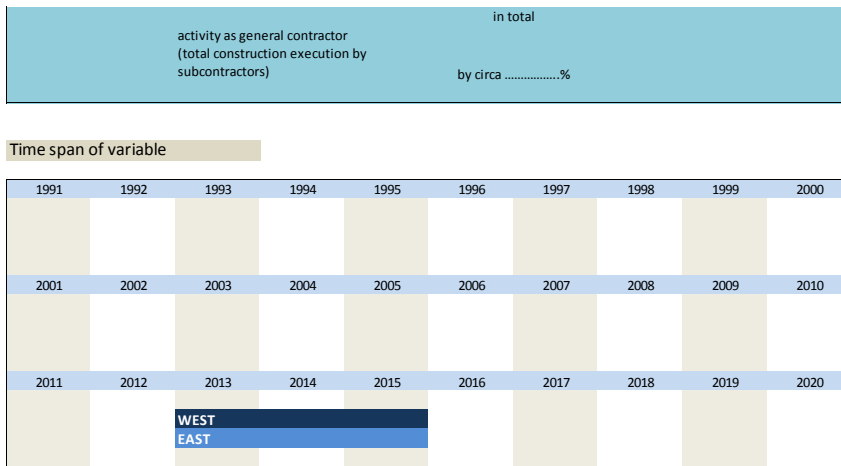 in total
activity as general contractor
(total construction execution by
subcontractors)
by circa ……………..%
Time span of variable
1991 1992 1993 1994 1995 1996 1997 1998 1999 2000
2001 2002 2003 2004 2005 2006 2007 2008 2009 2010
2011 2012 2013 2014 2015 2016 2017 2018 2019 2020
WEST
EAST